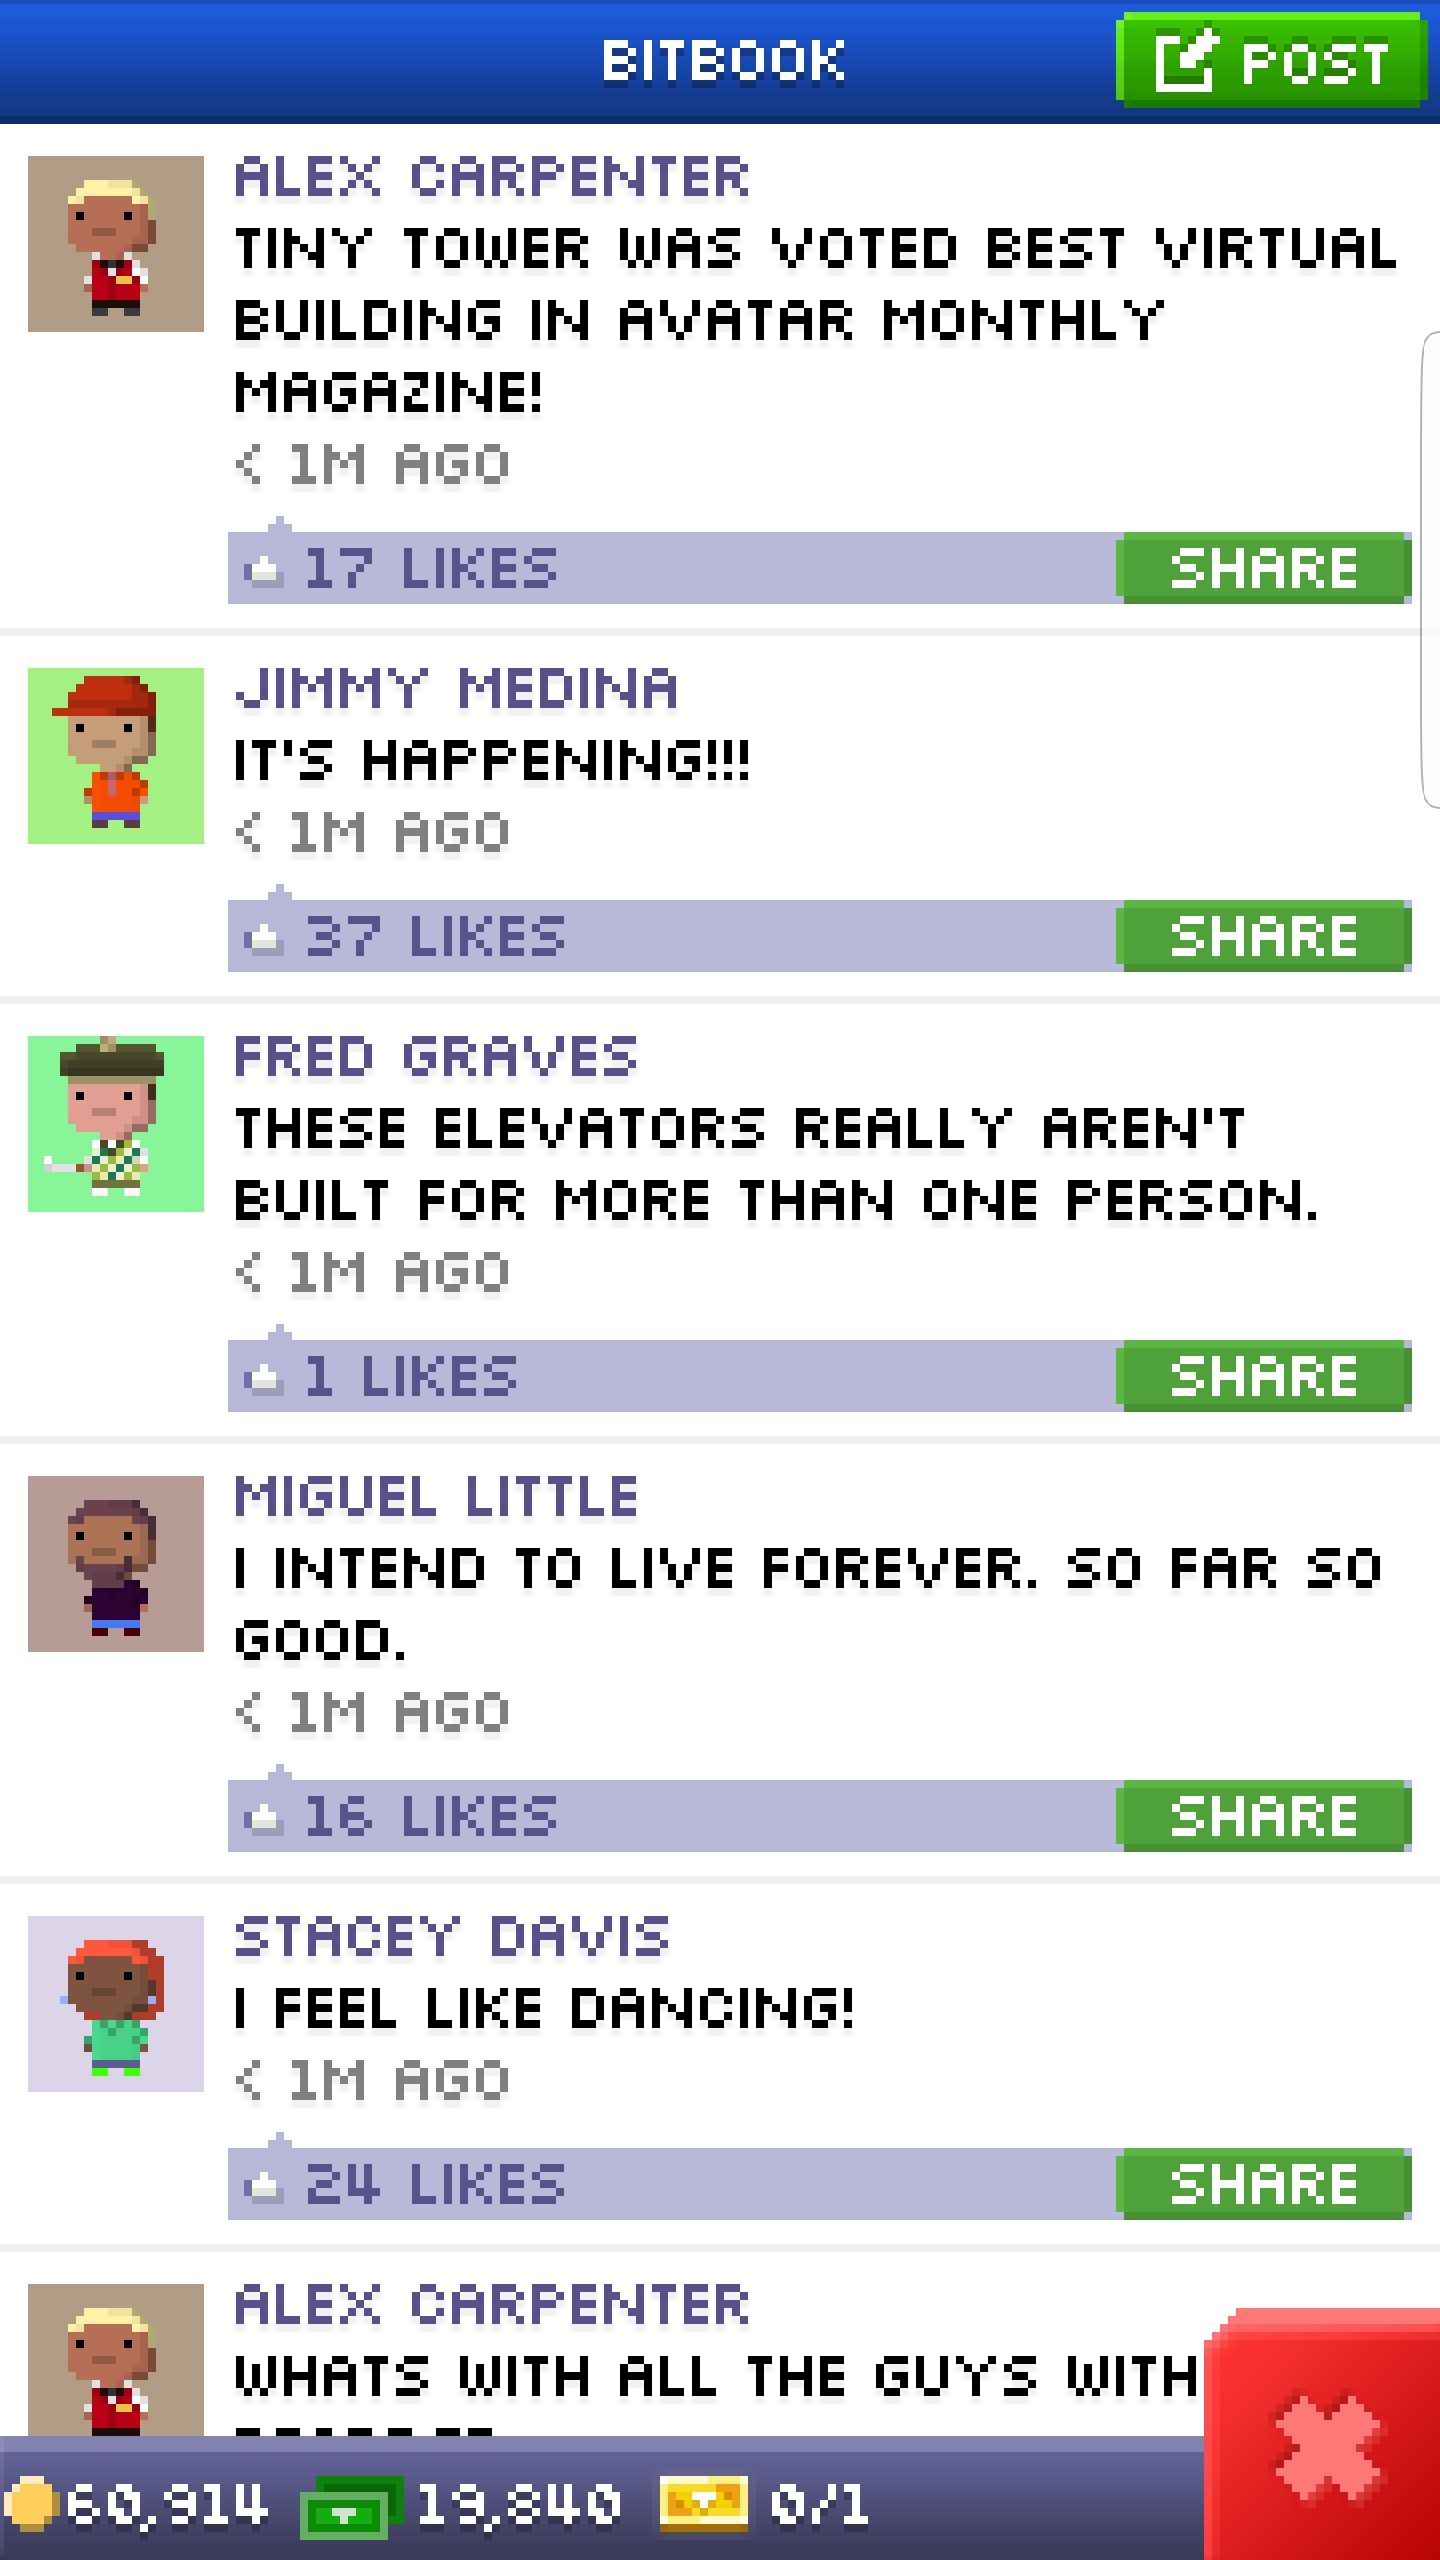 BITBOOK
POST
ALEX CARPENTER
TINY TOWER WAS VOTED BEST VIRTUAL
BUILDING IN AVATAR MONTHLY
MAGAZINE!
< 1M AGO
17 LIKES
SHARE
JIMMY MEDINA
IT'S HAPPENING!!!
< 1M AGO
37 LIKES
SHARE
FRED GRAVES
THESE ELEVATORS REALLY AREN'T
BUILT FOR MORE THAN ONE PERSON.
< 1M AGO
1 LIKES
SHARE
MIGUEL LITTLE
I INTEND TO LIVE FOREVER. SO FAR SO
GOOD.
< 1M AGO
16 LIKES
SHARE
STACEY DAVIS
I FEEL LIKE DANCING!
< 1M AGO
24 LIKES
SHARE
ALEX CARPENTER
WHATS WITH ALL THE GUYS WITH
60,914
19,840
0/1